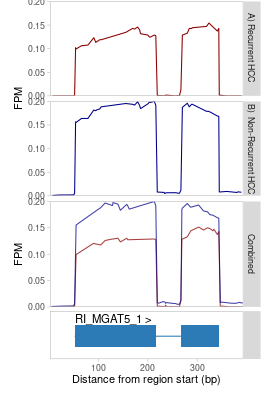 0.20
0.15
0.10
0.05
0.00
FPM
A) Recurrent HCC
0.20
0.15
0.10
0.05
0.00
B) Non-Recurrent HCC
0.20
0.15
0.10
0.05
0.00
FPM
Combined
RI_MGAT5_1 >
100 200 300
Distance from region start (bp)